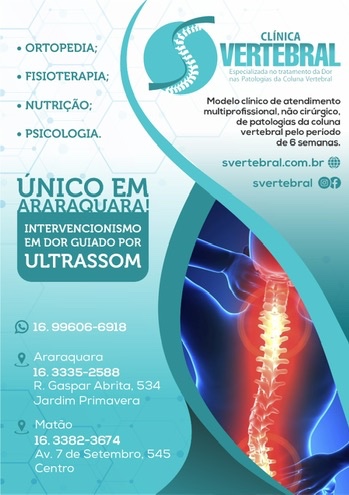 • ORTOPEDIA;
• FISIOTERAPIA;
• NUTRIÇÃO;
• PSICOLOGIA.
CLÍNICA
S VERTEBRAL
Especializada no tratamento da Dor
nas Patologias da Coluna Vertebral
Modelo clínico de atendimento
multiprofissional, não cirúrgico,
de patologias da coluna
vertebral pelo período
de 6 semanas.
svertebral.com.br
svertebral
ÚNICO EM
ARARAQUARA!
INTERVENCIONISMO
EM DOR GUIADO POR
ULTRASSOM
16. 99606-6918
Araraquara
16. 3335-2588
R. Gaspar Abrita, 534
Jardim Primavera
Matão
16. 3382-3674
Av. 7 de Setembro, 545
Centro